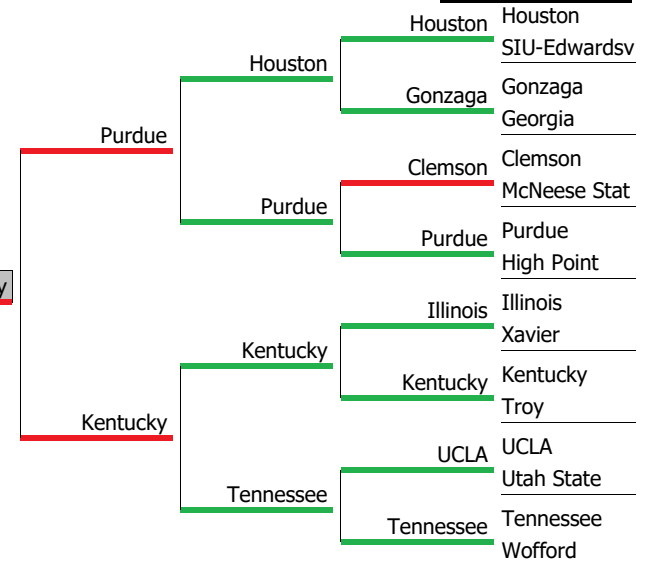 Houston
Houston
SIU-Edwardsv
Houston
Gonzaga
Gonzaga
Georgia
Purdue
Clemson
Clemson
McNeese Stat
Purdue
Purdue
Purdue
High Point
y
Illinois
Illinois
Xavier
Kentucky
Kentucky
Kentucky
Troy
Kentucky
UCLA
UCLA
Utah State
Tennessee
Tennessee
Tennessee
Wofford